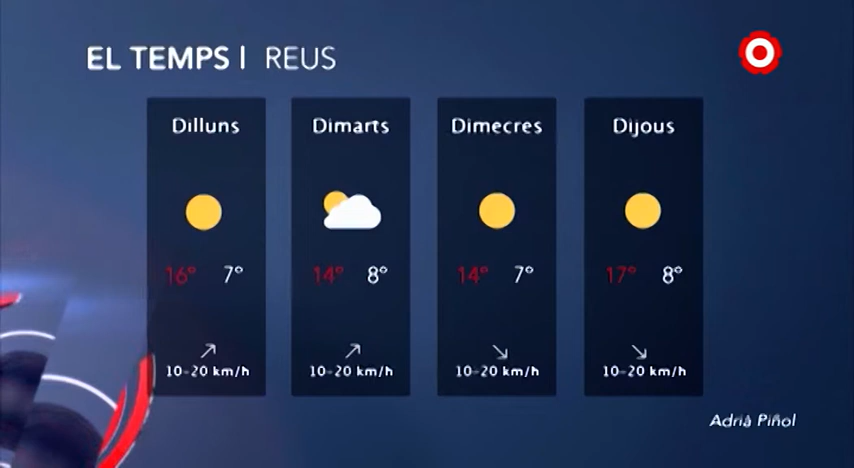 EL TEMPS | REUS
Dilluns
16° 7°
10-20 km/h
Dimarts
14° 8°
10-20 km/h
Dimecres
14° 7°
10-20 km/h
Dijous
17° 8°
10-20 km/h
Adrià Piñol